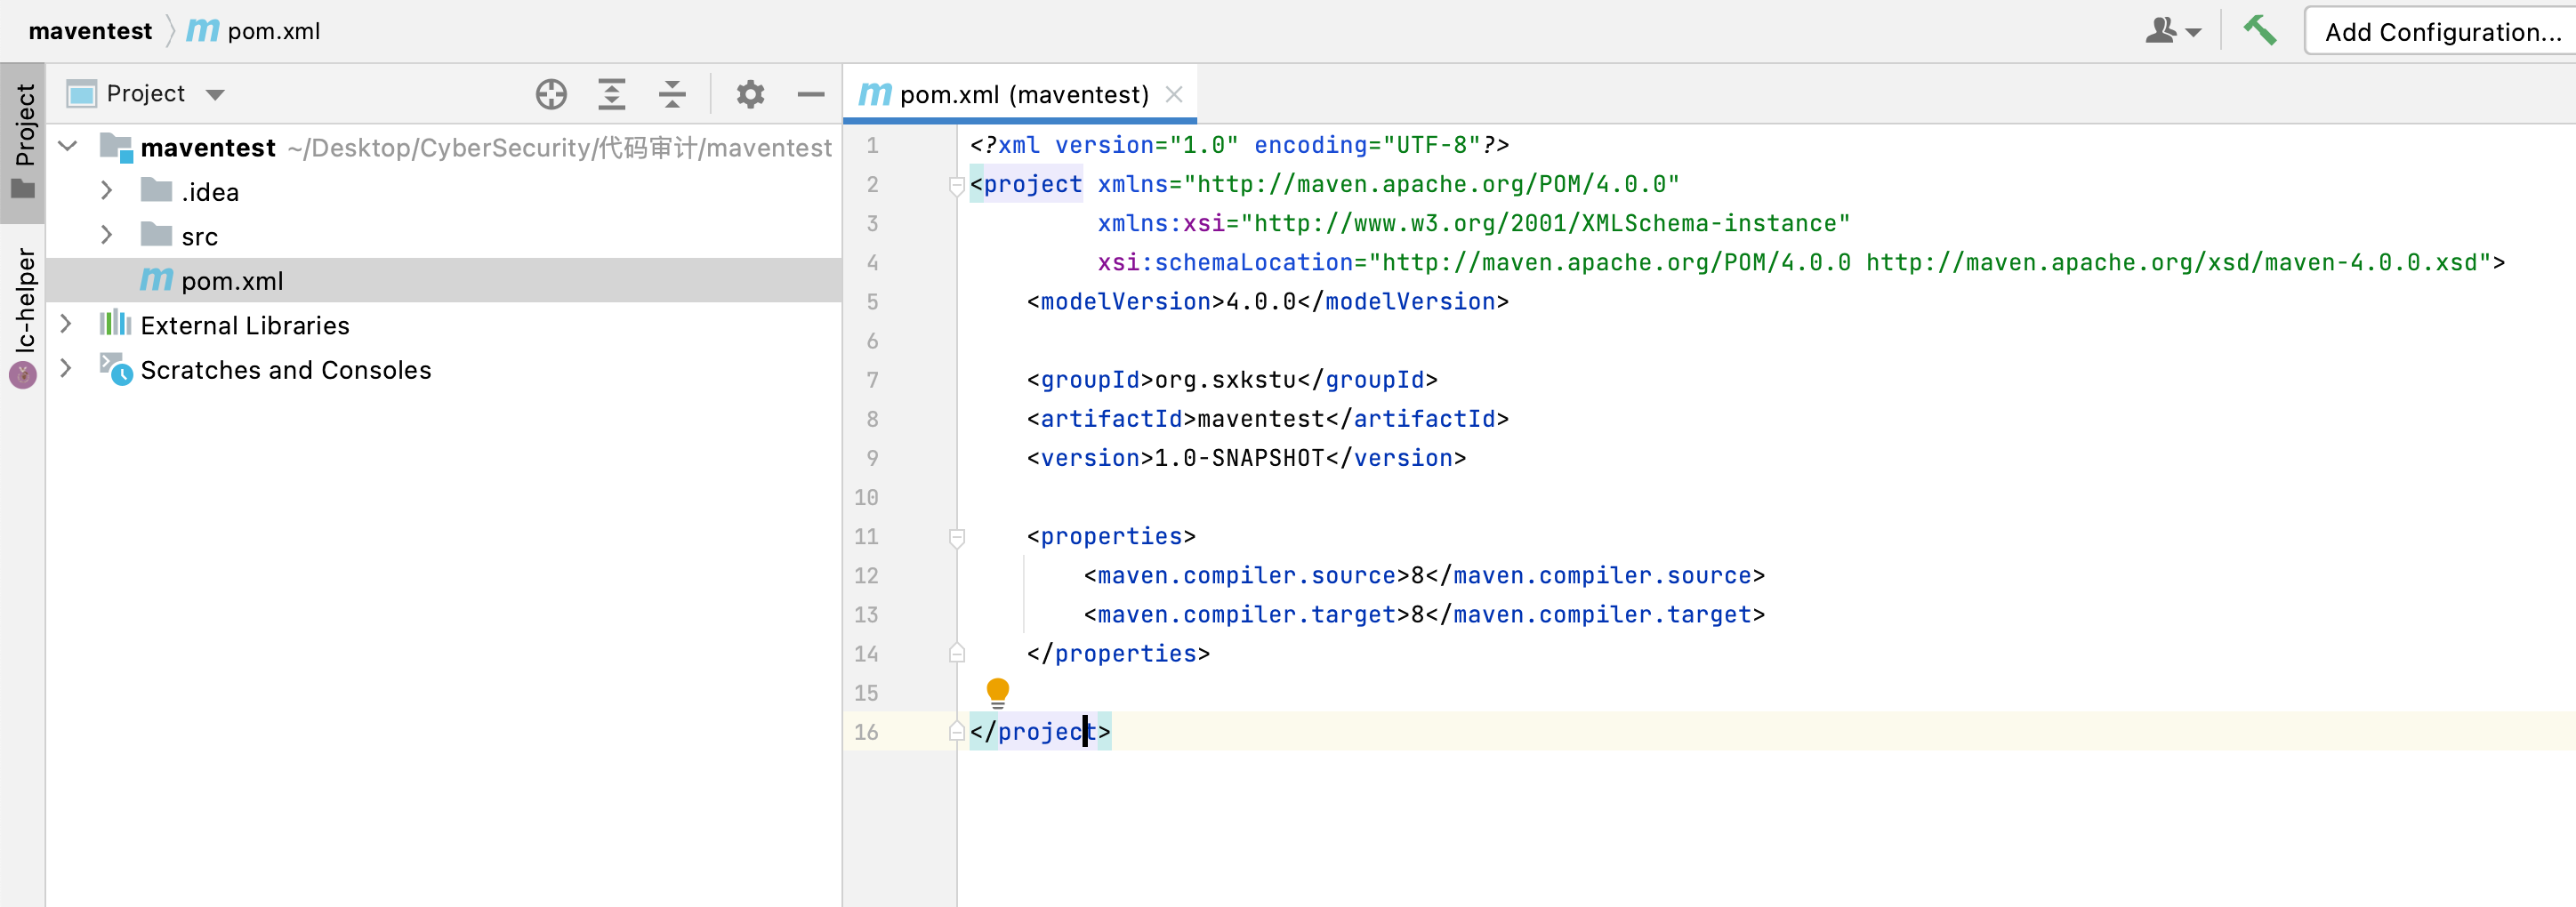 maventest
pom.xml
Add Configuration...
Project
lc-helper
Project
maventest ~/Desktop/CyberSecurity/代码审计/maventest
.idea
src
pom.xml
External Libraries
Scratches and Consoles
pom.xml (maventest)
1 <?xml version="1.0" encoding="UTF-8"?>
2 <project xmlns="http://maven.apache.org/POM/4.0.0"
3 xmlns:xsi="http://www.w3.org/2001/XMLSchema-instance"
4 xsi:schemaLocation="http://maven.apache.org/POM/4.0.0 http://maven.apache.org/xsd/maven-4.0.0.xsd">
5 <modelVersion>4.0.0</modelVersion>
6
7 <groupId>org.sxkstu</groupId>
8 <artifactId>maventest</artifactId>
9 <version>1.0-SNAPSHOT</version>
10
11 <properties>
12 <maven.compiler.source>8</maven.compiler.source>
13 <maven.compiler.target>8</maven.compiler.target>
14 </properties>
15
16 </project>